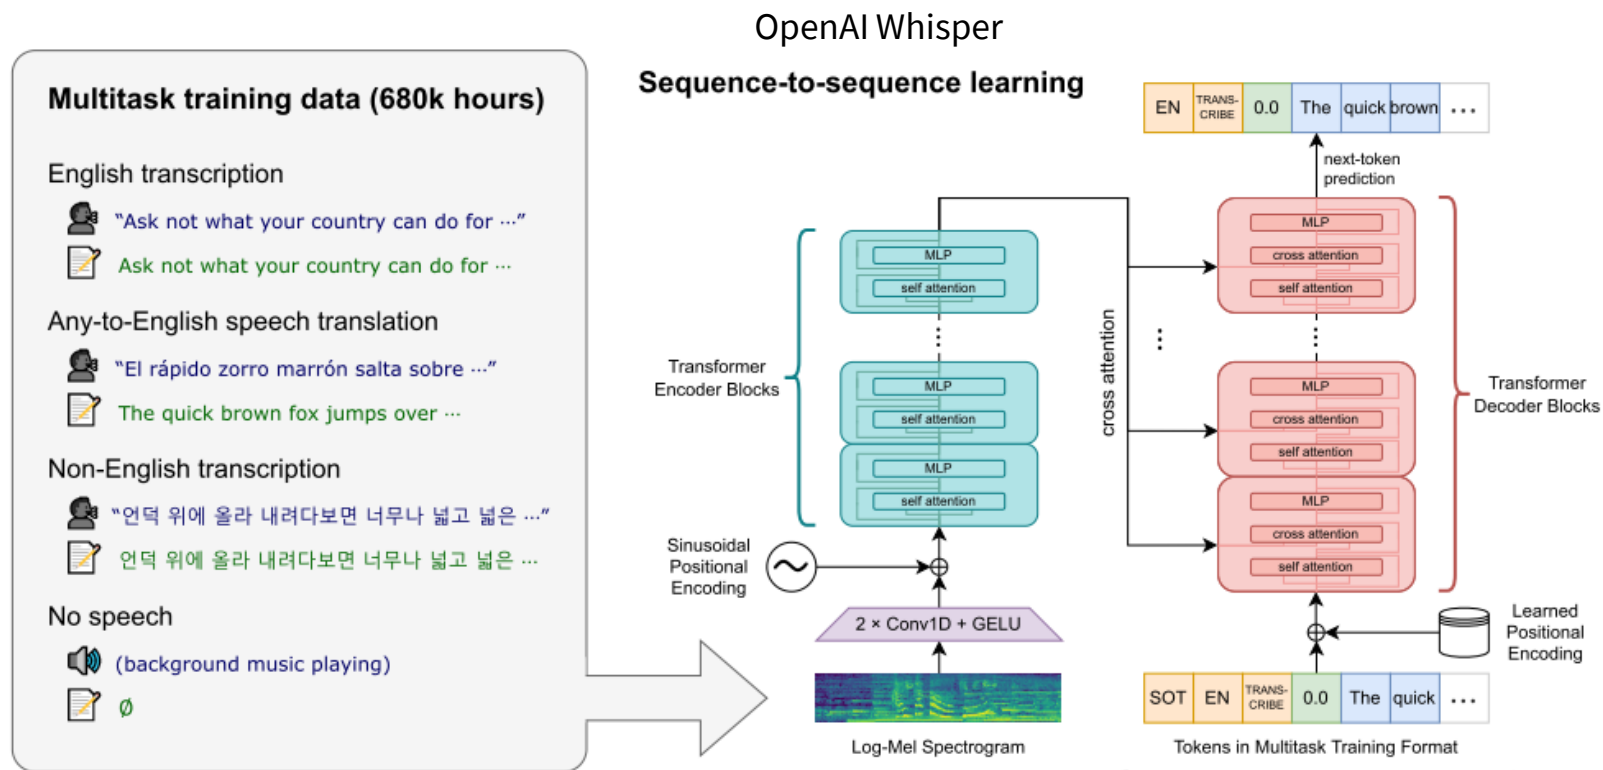 OpenAI Whisper
Multitask training data (680k hours)
English transcription
“Ask not what your country can do for ⋯”
Ask not what your country can do for ⋯
Any-to-English speech translation
“El rápido zorro marrón salta sobre ⋯”
The quick brown fox jumps over ⋯
Non-English transcription
“언덕 위에 올라 내려다보면 너무나 넓고 넓은 ⋯”
언덕 위에 올라 내려다보면 너무나 넓고 넓은 ⋯
No speech
(background music playing)
∅
Sequence-to-sequence learning
EN TRANS-CRIBE 0.0 The quick brown ⋯
next-token
prediction
MLP
self attention
MLP
self attention
MLP
self attention
Transformer
Encoder Blocks
Sinusoidal
Positional
Encoding
2 × Conv1D + GELU
Log-Mel Spectrogram
cross attention
MLP
cross attention
self attention
MLP
cross attention
self attention
MLP
cross attention
self attention
Transformer
Decoder Blocks
Learned
Positional
Encoding
SOT EN TRANS-CRIBE 0.0 The quick ⋯
Tokens in Multitask Training Format